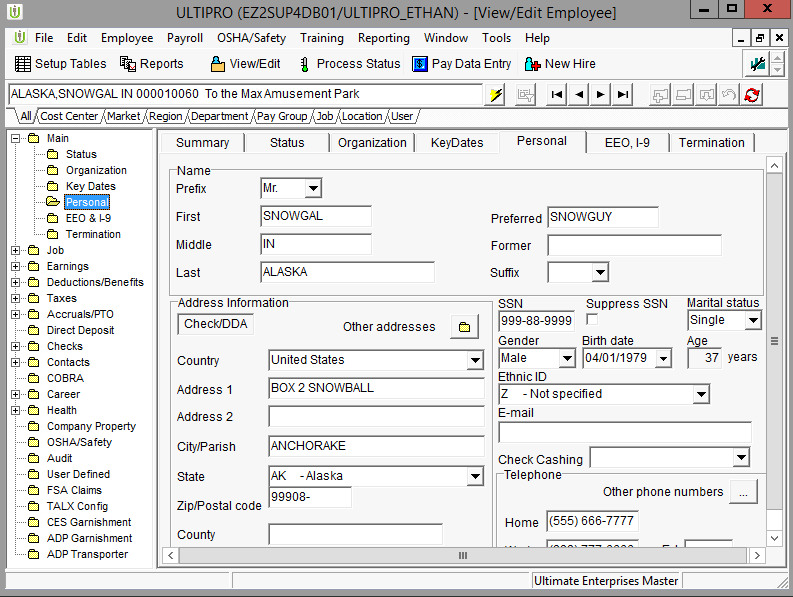 ULTIPRO (EZ2SUP4DB01/ULTIPRO_ETHAN) - [View/Edit Employee]
File Edit Employee Payroll OSHA/Safety Training Reporting Window Tools Help
Setup Tables Reports View/Edit Process Status Pay Data Entry New Hire
ALASKA,SNOWGAL IN 000010060 To the Max Amusement Park
All Cost Center Market Region Department Pay Group Job Location User
Main
Status
Organization
Key Dates
Personal
EEO & I-9
Termination
Job
Earnings
Deductions/Benefits
Taxes
Accruals/PTO
Direct Deposit
Checks
Contacts
COBRA
Career
Health
Company Property
OSHA/Safety
Audit
User Defined
FSA Claims
TALX Config
CES Garnishment
ADP Garnishment
ADP Transporter
Summary Status Organization KeyDates Personal EEO, I-9 Termination
Name
Prefix Mr.
First SNOWGAL Preferred SNOWGUY
Middle IN Former
Last ALASKA Suffix
Address Information
Check/DDA Other addresses
Country United States
Address 1 BOX 2 SNOWBALL
Address 2
City/Parish ANCHORAKE
State AK - Alaska
Zip/Postal code 99908-
County
SSN Suppress SSN Marital status
999-88-9999 Single
Gender Birth date Age
Male 04/01/1979 37 years
Ethnic ID
Z - Not specified
E-mail
Check Cashing
Telephone
Other phone numbers ...
Home (555) 666-7777
Ultimate Enterprises Master